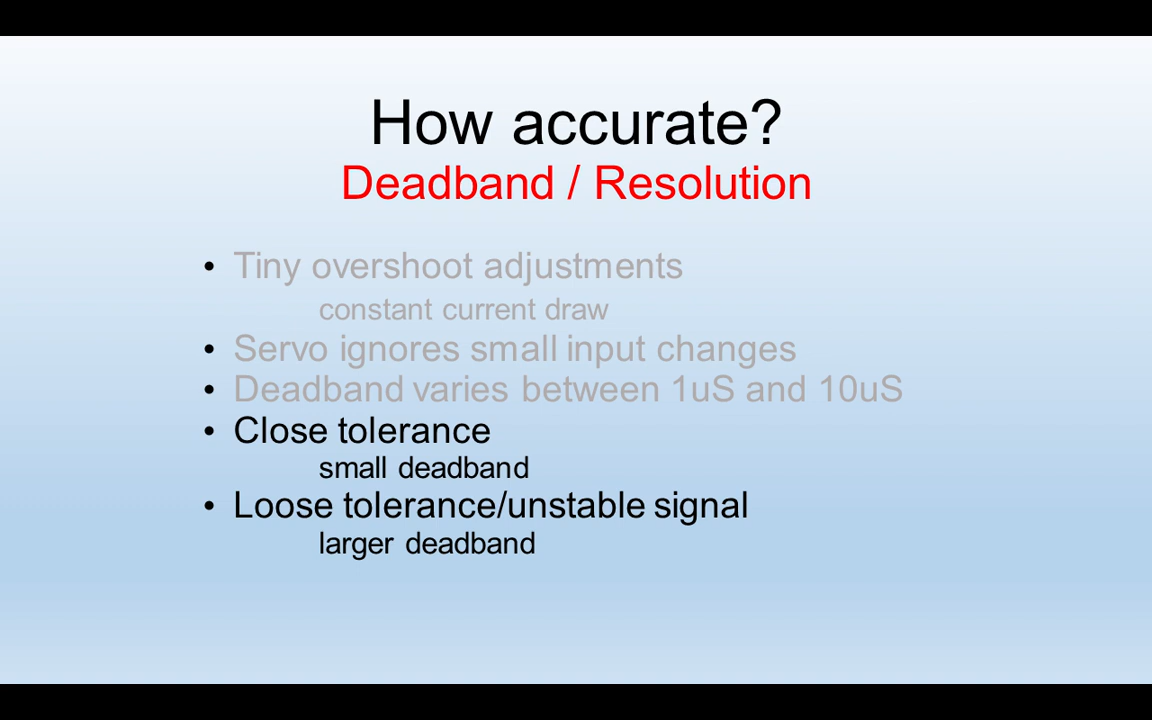 How accurate?
Deadband / Resolution
• Tiny overshoot adjustments
constant current draw
• Servo ignores small input changes
• Deadband varies between 1uS and 10uS
• Close tolerance
small deadband
• Loose tolerance/unstable signal
larger deadband